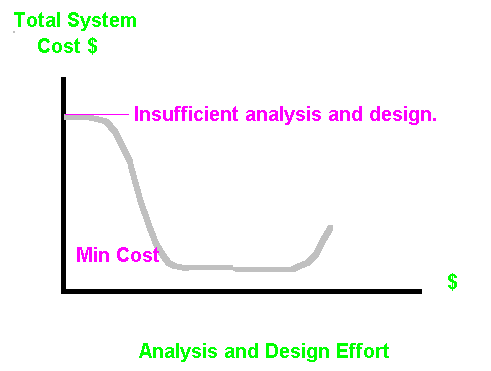 Total System
Cost $
Insufficient analysis and design.
Min Cost
$
Analysis and Design Effort